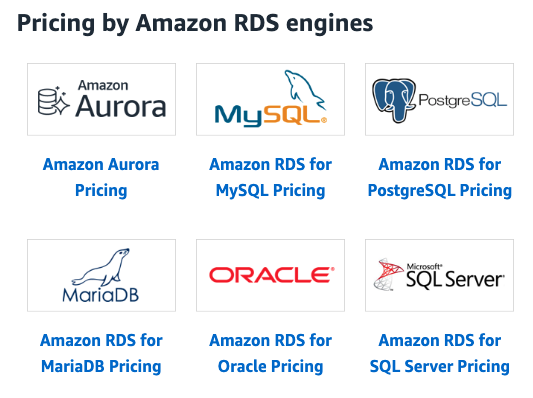 Pricing by Amazon RDS engines
Amazon
Aurora
MySQL®
PostgreSQL
Amazon Aurora
Pricing
Amazon RDS for
MySQL Pricing
Amazon RDS for
PostgreSQL Pricing
MariaDB
ORACLE®
Microsoft®
SQL Server®
Amazon RDS for
MariaDB Pricing
Amazon RDS for
Oracle Pricing
Amazon RDS for
SQL Server Pricing